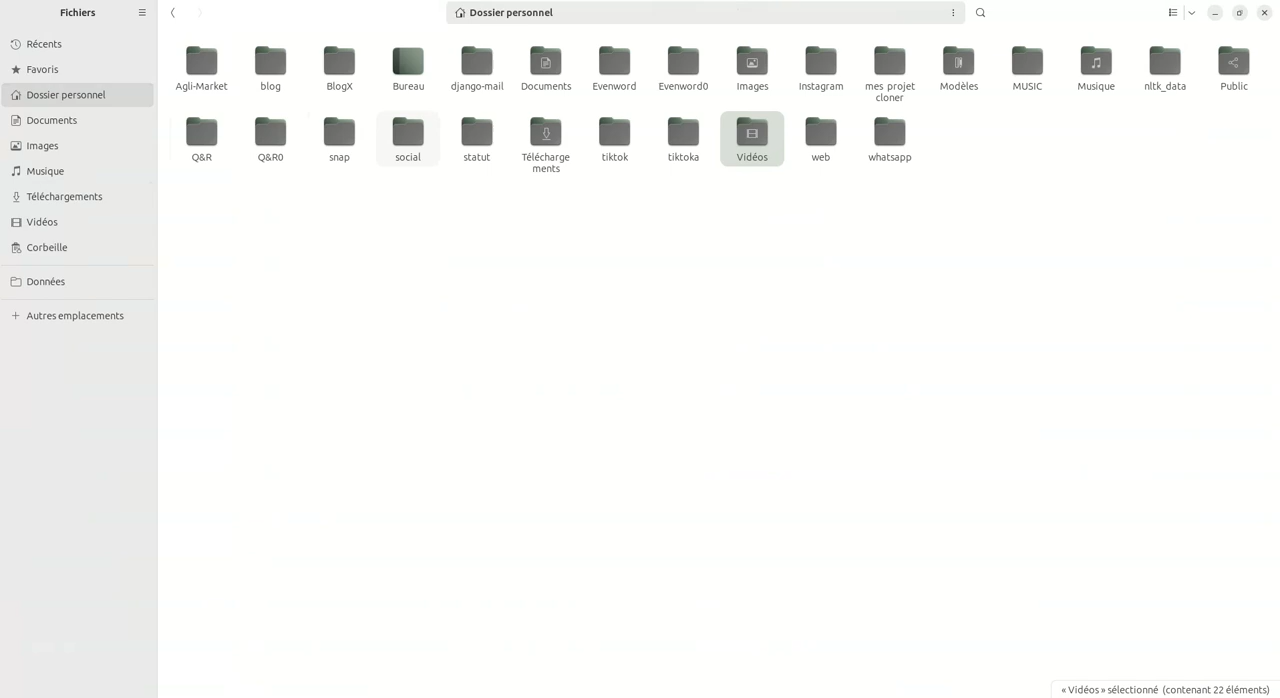 Fichiers
Dossier personnel
Récents
Favoris
Dossier personnel
Documents
Images
Musique
Téléchargements
Vidéos
Corbeille
Données
Autres emplacements
Agli-Market
blog
BlogX
Bureau
django-mail
Documents
Evenword
Evenword0
Images
Instagram
mes projet
cloner
Modèles
MUSIC
Musique
nltk_data
Public
Q&R
Q&R0
snap
social
statut
Télécharge
ments
tiktok
tiktoka
Vidéos
web
whatsapp
« Vidéos » sélectionné (contenant 22 éléments)